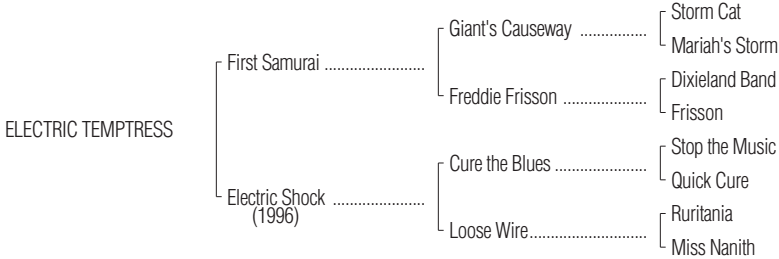 Storm Cat
Giant's Causeway ................
Mariah's Storm
First Samurai ........................
Dixieland Band
Freddie Frisson ....................
Frisson
ELECTRIC TEMPTRESS
Stop the Music
Cure the Blues ......................
Quick Cure
Electric Shock ......................
(1996)
Ruritania
Loose Wire............................
Miss Nanith